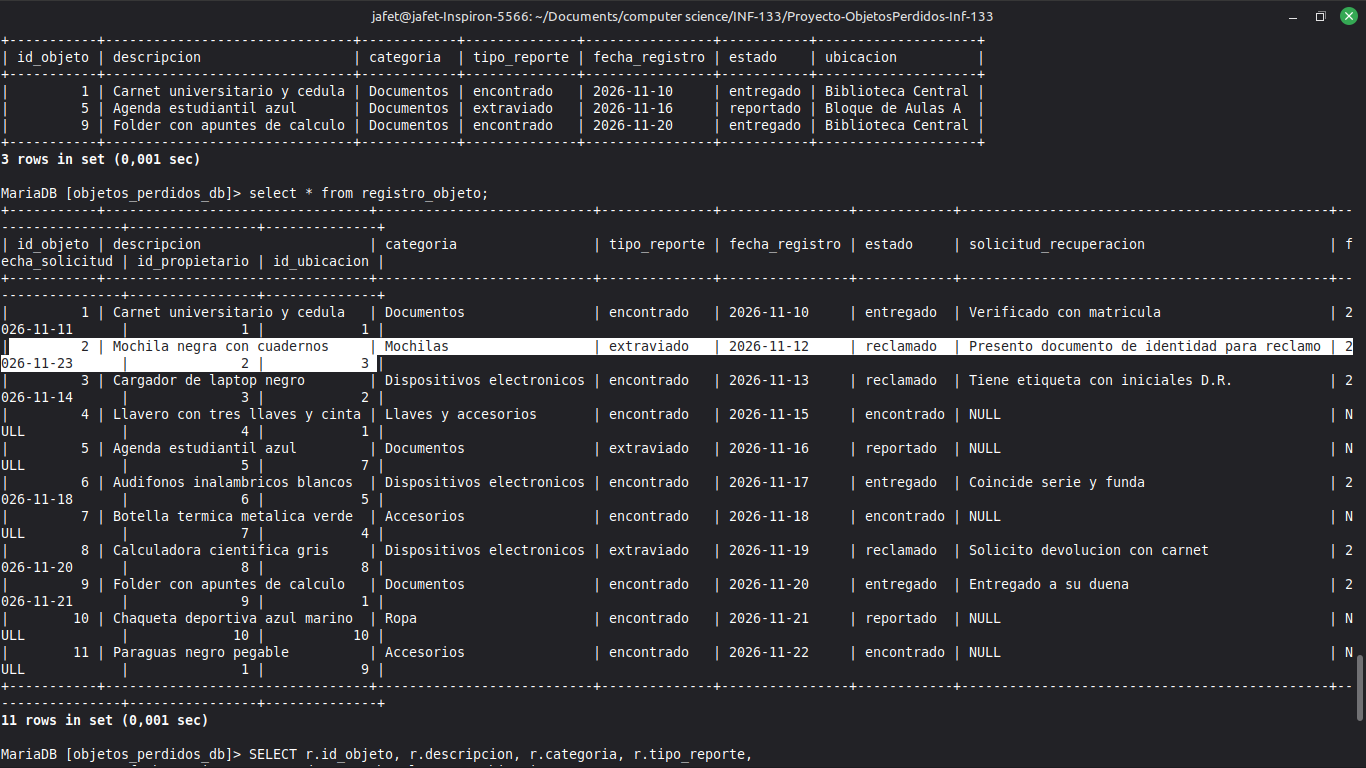 jafet@jafet-Inspiron-5566: ~/Documents/computer science/INF-133/Proyecto-ObjetosPerdidos-Inf-133
+-----------+------------------------------+------------+--------------+----------------+-----------+--------------------+
| id_objeto | descripcion                  | categoria  | tipo_reporte | fecha_registro | estado    | ubicacion          |
+-----------+------------------------------+------------+--------------+----------------+-----------+--------------------+
|         1 | Carnet universitario y cedula | Documentos | encontrado   | 2026-11-10     | entregado | Biblioteca Central |
|         5 | Agenda estudiantil azul       | Documentos | extraviado   | 2026-11-16     | reportado | Bloque de Aulas A  |
|         9 | Folder con apuntes de calculo | Documentos | encontrado   | 2026-11-20     | entregado | Biblioteca Central |
+-----------+------------------------------+------------+--------------+----------------+-----------+--------------------+
3 rows in set (0,001 sec)
MariaDB [objetos_perdidos_db]> select * from registro_objeto;
+-----------+---------------------------------+--------------------------+--------------+----------------+------------+----------------------------------------------+--
---------------+----------------+--------------+
| id_objeto | descripcion                     | categoria                | tipo_reporte | fecha_registro | estado     | solicitud_recuperacion                       | f
echa_solicitud | id_propietario | id_ubicacion |
+-----------+---------------------------------+--------------------------+--------------+----------------+------------+----------------------------------------------+--
---------------+----------------+--------------+
|         1 | Carnet universitario y cedula   | Documentos               | encontrado   | 2026-11-10     | entregado  | Verificado con matricula                     | 2
026-11-11      |              1 |            1 |
|         2 | Mochila negra con cuadernos     | Mochilas                 | extraviado   | 2026-11-12     | reclamado  | Presento documento de identidad para reclamo | 2
026-11-23      |              2 |            3 |
|         3 | Cargador de laptop negro        | Dispositivos electronicos | encontrado   | 2026-11-13     | reclamado  | Tiene etiqueta con iniciales D.R.            | 2
026-11-14      |              3 |            2 |
|         4 | Llavero con tres llaves y cinta | Llaves y accesorios      | encontrado   | 2026-11-15     | encontrado | NULL                                         | N
ULL            |              4 |            1 |
|         5 | Agenda estudiantil azul         | Documentos               | extraviado   | 2026-11-16     | reportado  | NULL                                         | N
ULL            |              5 |            7 |
|         6 | Audifonos inalambricos blancos  | Dispositivos electronicos | encontrado   | 2026-11-17     | entregado  | Coincide serie y funda                       | 2
026-11-18      |              6 |            5 |
|         7 | Botella termica metalica verde  | Accesorios               | encontrado   | 2026-11-18     | encontrado | NULL                                         | N
ULL            |              7 |            4 |
|         8 | Calculadora cientifica gris     | Dispositivos electronicos | extraviado   | 2026-11-19     | reclamado  | Solicito devolucion con carnet               | 2
026-11-20      |              8 |            8 |
|         9 | Folder con apuntes de calculo   | Documentos               | encontrado   | 2026-11-20     | entregado  | Entregado a su duena                         | 2
026-11-21      |              9 |            1 |
|        10 | Chaqueta deportiva azul marino  | Ropa                     | encontrado   | 2026-11-21     | reportado  | NULL                                         | N
ULL            |             10 |           10 |
|        11 | Paraguas negro pegable          | Accesorios               | encontrado   | 2026-11-22     | encontrado | NULL                                         | N
ULL            |              1 |            9 |
+-----------+---------------------------------+--------------------------+--------------+----------------+------------+----------------------------------------------+--
---------------+----------------+--------------+
11 rows in set (0,001 sec)
MariaDB [objetos_perdidos_db]> SELECT r.id_objeto, r.descripcion, r.categoria, r.tipo_reporte,